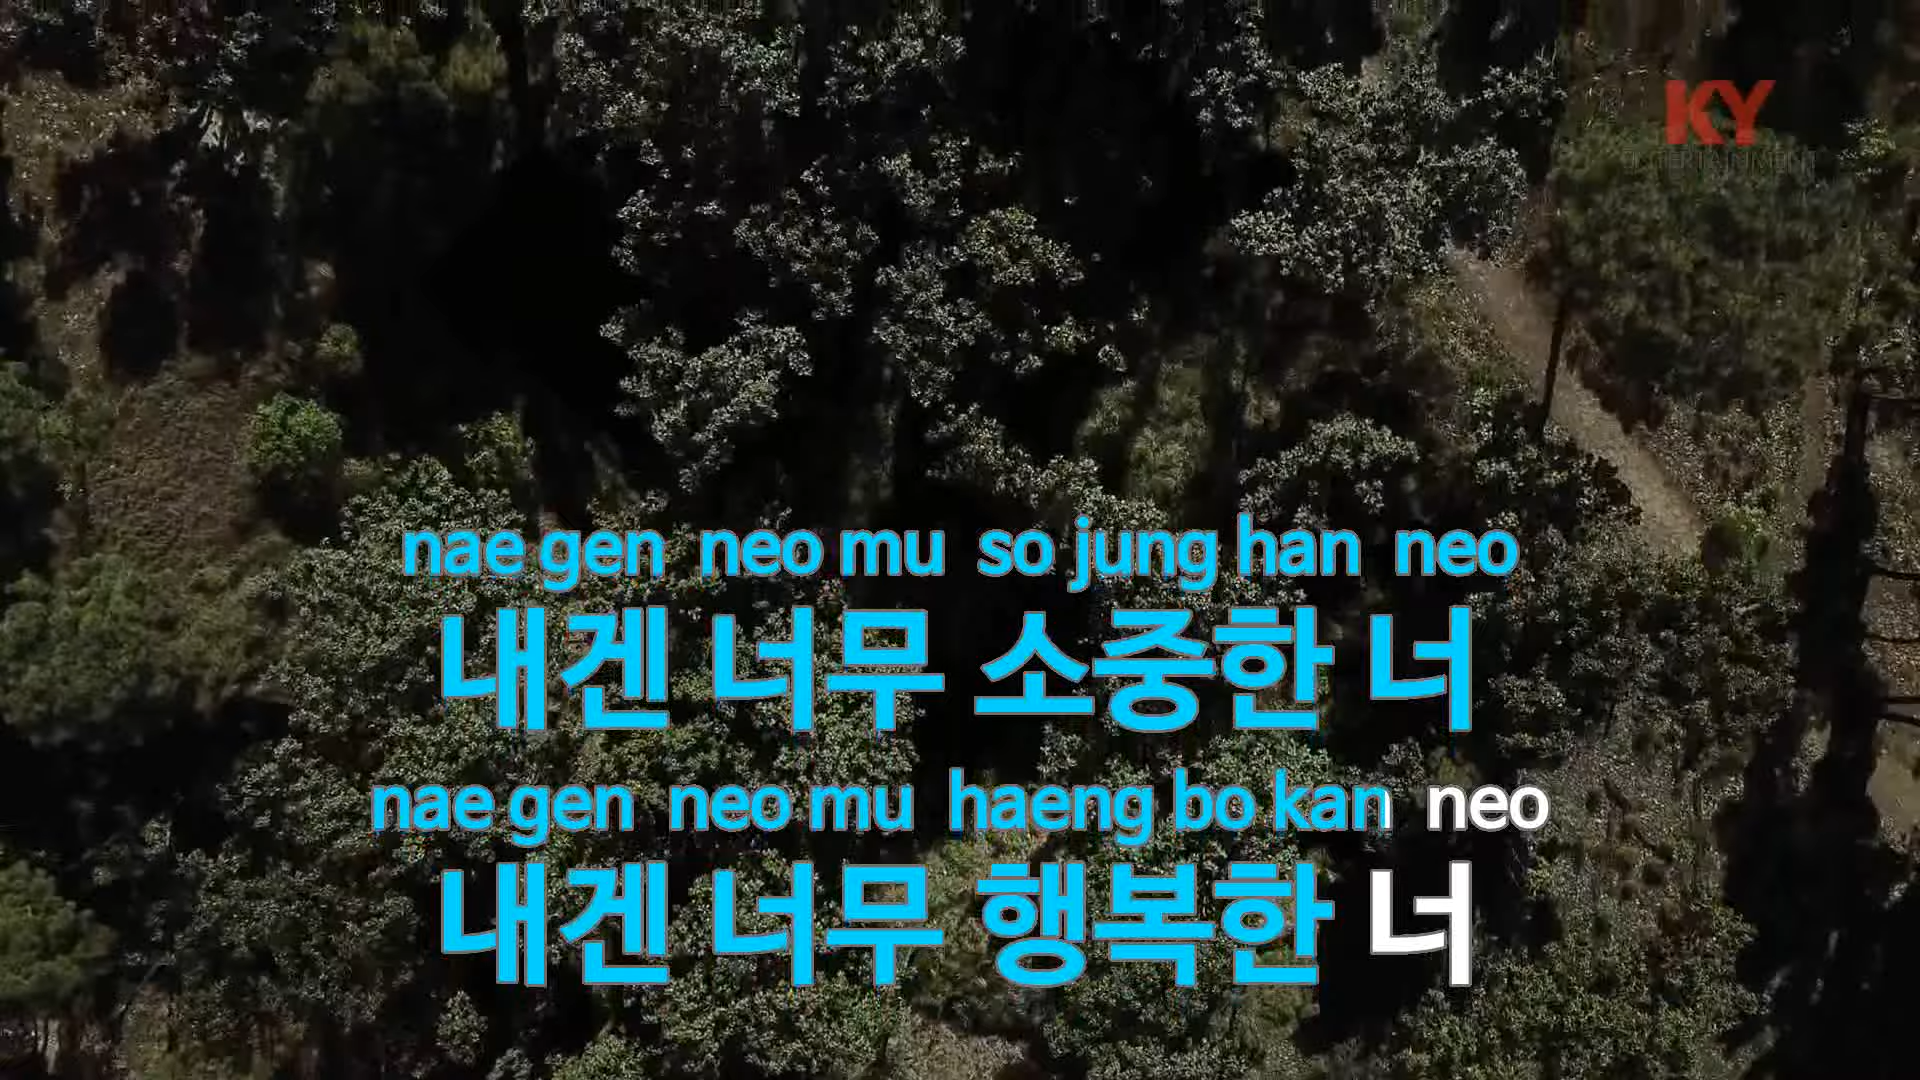 KY
ENTERTAINMENT
nae gen neo mu so jung han neo
내겐 너무 소중한 너
nae gen neo mu haeng bo kan neo
내겐 너무 행복한 너